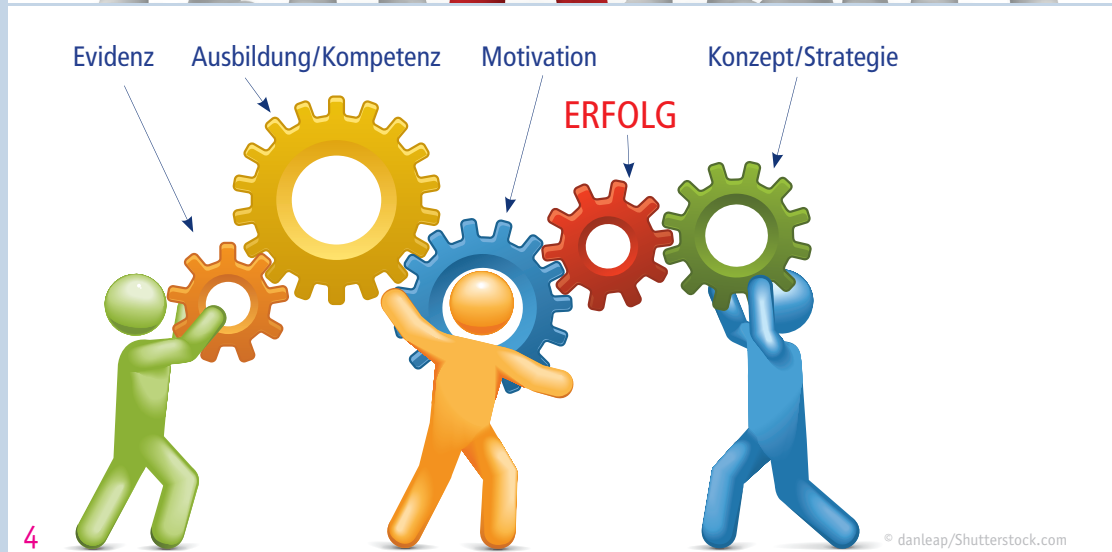 Evidenz Ausbildung/Kompetenz Motivation Konzept/Strategie
ERFOLG
4
© danleap/Shutterstock.com